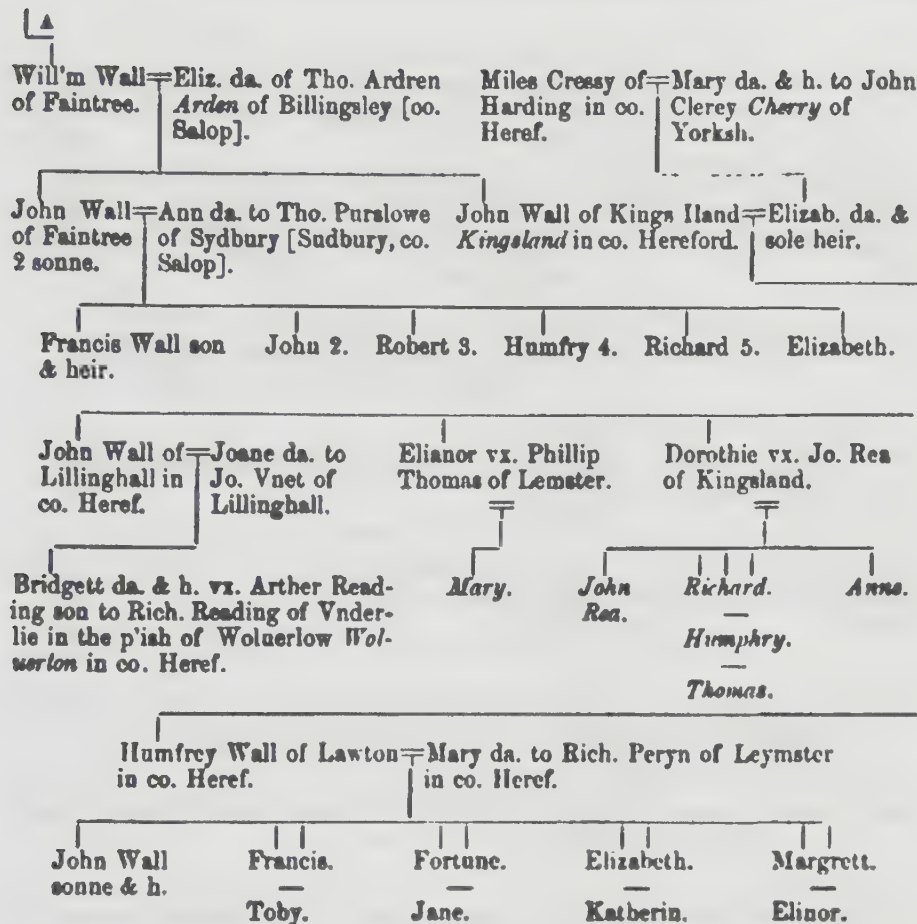 A
Will'm Wall Eliz. da. of Tho. Ardren Miles Cressy of Mary da. & h. to John
of Faintree. Arden of Billingsley [co. Harding in co. Clerey Cherry of
Salop]. Heref. Yorksh.
John Wall Ann da. to Tho. Purslowe John Wall of Kings Iland Elizab. da. &
of Faintree of Sydbury [Sudbury, co. Kingsland in co. Hereford. sole heir.
2 sonne. Salop].
Francis Wall son John 2. Robert 3. Humfry 4. Richard 5. Elizabeth.
& heir.
John Wall of Joane da. to Elianor vx. Phillip Dorothie vx. Jo. Rea
Lillinghall in Jo. Vnet of Thomas of Lemster. of Kingsland.
co. Heref. Lillinghall.
Bridgett da. & h. vx. Arther Read- Mary. John Richard. Anne.
ing son to Rich. Reading of Vnder- Rea.
lie in the p'ish of Woluerlow Wol- Humphry.
uerton in co. Heref.
Thomas.
Humfrey Wall of Lawton Mary da. to Rich. Peryn of Leymster
in co. Heref. in co. Heref.
John Wall Francis. Fortune. Elizabeth. Margrett.
sonne & h.
Toby. Jane. Katherin. Elinor.